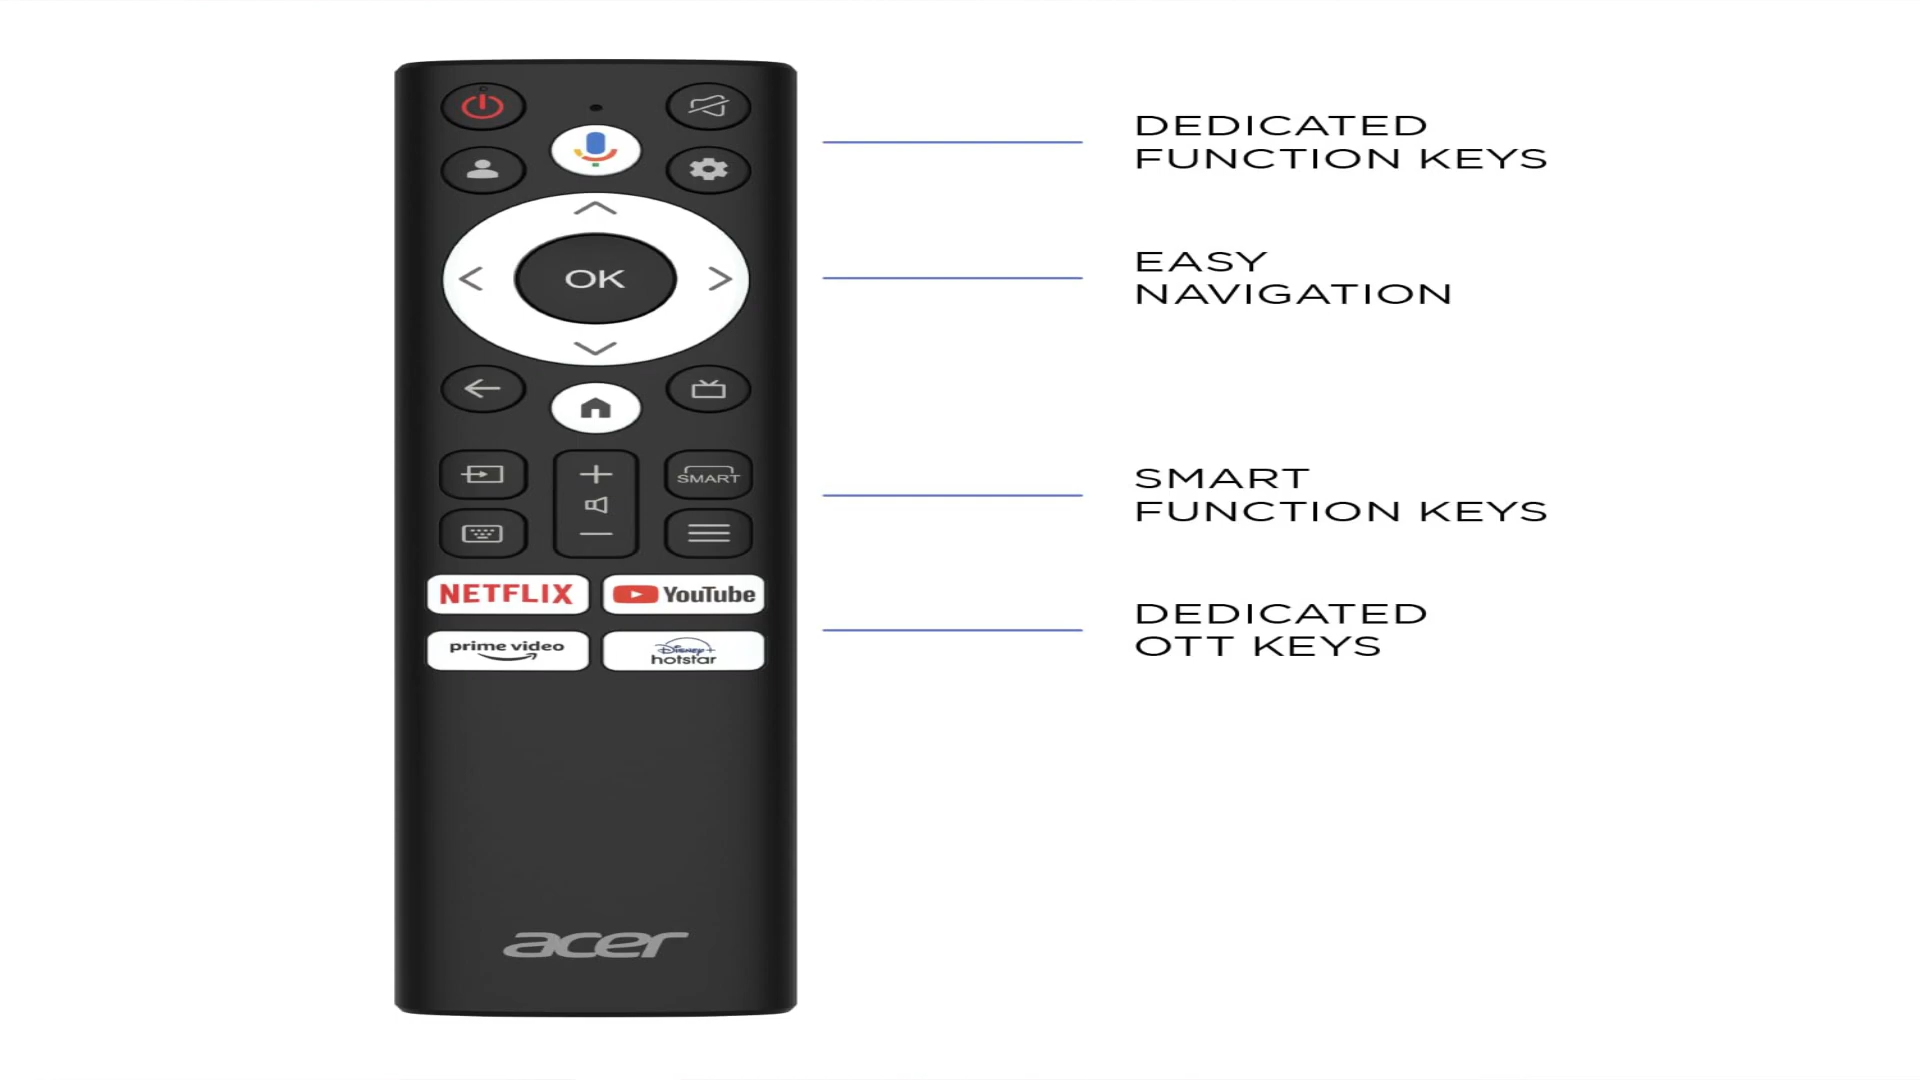 DEDICATED
FUNCTION KEYS
OK
EASY
NAVIGATION
SMART
SMART
FUNCTION KEYS
NETFLIX
YouTube
prime video
Disney+
hotstar
DEDICATED
OTT KEYS
acer